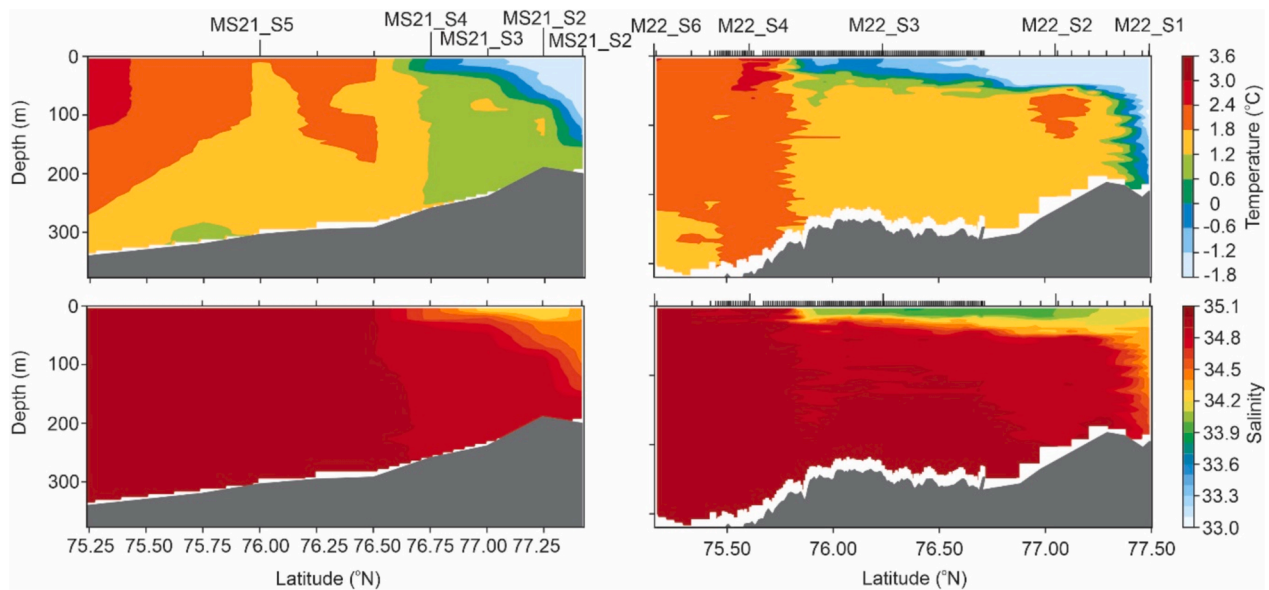 MS21_S5
MS21_S4
MS21_S3
MS21_S2
MS21_S2
M22_S6
M22_S4
M22_S3
M22_S2
M22_S1
Depth (m)
0
100
200
300
3.6
3.0
2.4
1.8
1.2
0.6
0
-0.6
-1.2
-1.8
Temperature (°C)
Depth (m)
0
100
200
300
35.1
34.8
34.5
34.2
33.9
33.6
33.3
33.0
Salinity
75.25 75.50 75.75 76.00 76.25 76.50 76.75 77.00 77.25
75.50 76.00 76.50 77.00 77.50
Latitude (°N)
Latitude (°N)